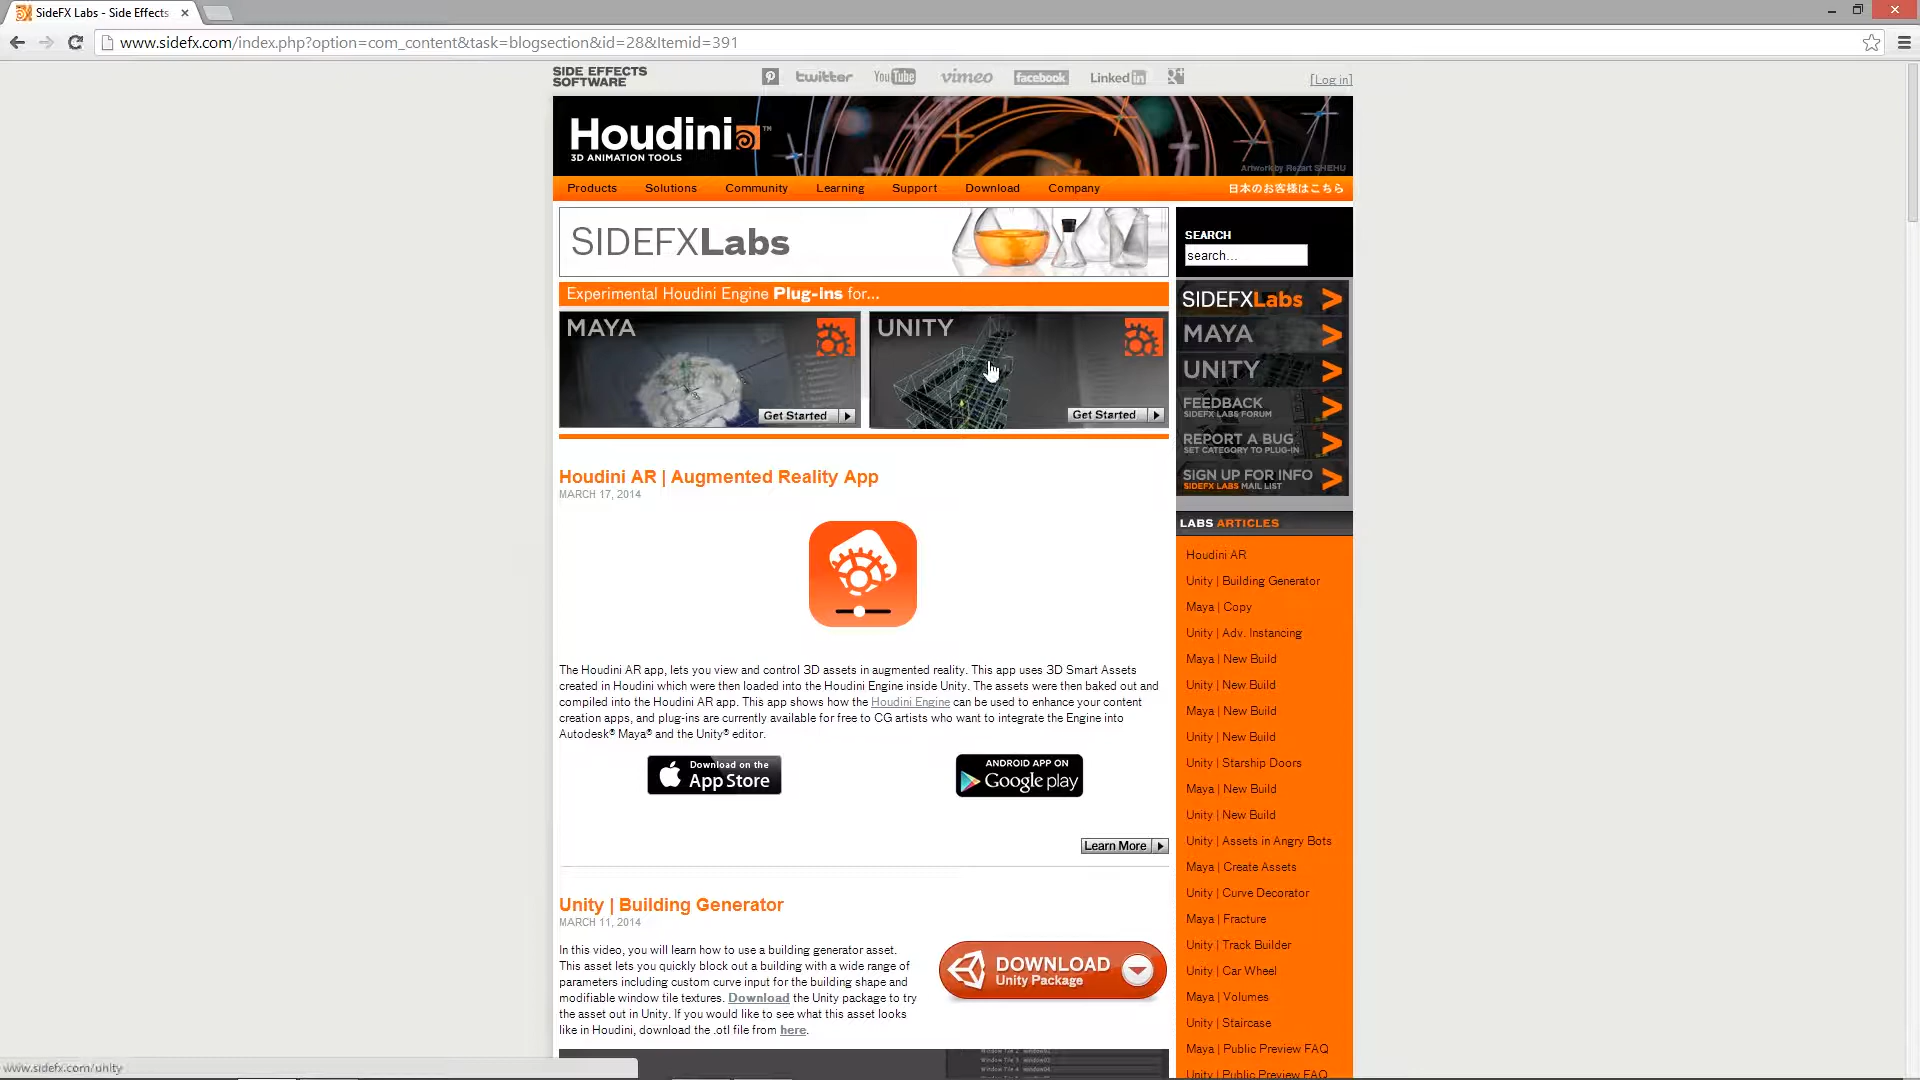 SideFX Labs - Side Effects
www.sidefx.com/index.php?option=com_content&task=blogsection&id=28&Itemid=391
SIDE EFFECTS
SOFTWARE
twitter
YouTube
vimeo
facebook
Linked in
[Log in]
Houdini
3D ANIMATION TOOLS
Artwork by Rezart SHEHU
Products
Solutions
Community
Learning
Support
Download
Company
日本のお客様はこちら
SIDEFXLabs
SEARCH
search...
Experimental Houdini Engine Plug-ins for...
MAYA
Get Started
UNITY
Get Started
SIDEFXLabs
MAYA
UNITY
FEEDBACK
SIDEFX LABS FORUM
REPORT A BUG
SET CATEGORY TO PLUG-IN
SIGN UP FOR INFO
SIDEFX LABS MAIL LIST
Houdini AR | Augmented Reality App
MARCH 17, 2014
The Houdini AR app, lets you view and control 3D assets in augmented reality. This app uses 3D Smart Assets
created in Houdini which were then loaded into the Houdini Engine inside Unity. The assets were then baked out and
compiled into the Houdini AR app. This app shows how the Houdini Engine can be used to enhance your content
creation apps, and plug-ins are currently available for free to CG artists who want to integrate the Engine into
Autodesk® Maya® and the Unity® editor.
Download on the
App Store
ANDROID APP ON
Google play
Learn More
Unity | Building Generator
MARCH 11, 2014
In this video, you will learn how to use a building generator asset.
This asset lets you quickly block out a building with a wide range of
parameters including custom curve input for the building shape and
modifiable window tile textures. Download the Unity package to try
the asset out in Unity. If you would like to see what this asset looks
like in Houdini, download the .otl file from here.
DOWNLOAD
Unity Package
LABS ARTICLES
Houdini AR
Unity | Building Generator
Maya | Copy
Unity | Adv. Instancing
Maya | New Build
Unity | New Build
Maya | New Build
Unity | New Build
Unity | Starship Doors
Maya | New Build
Unity | New Build
Unity | Assets in Angry Bots
Maya | Create Assets
Unity | Curve Decorator
Maya | Fracture
Unity | Track Builder
Unity | Car Wheel
Maya | Volumes
Unity | Staircase
Maya | Public Preview FAQ
Unity | Public Preview FAQ
www.sidefx.com/unity